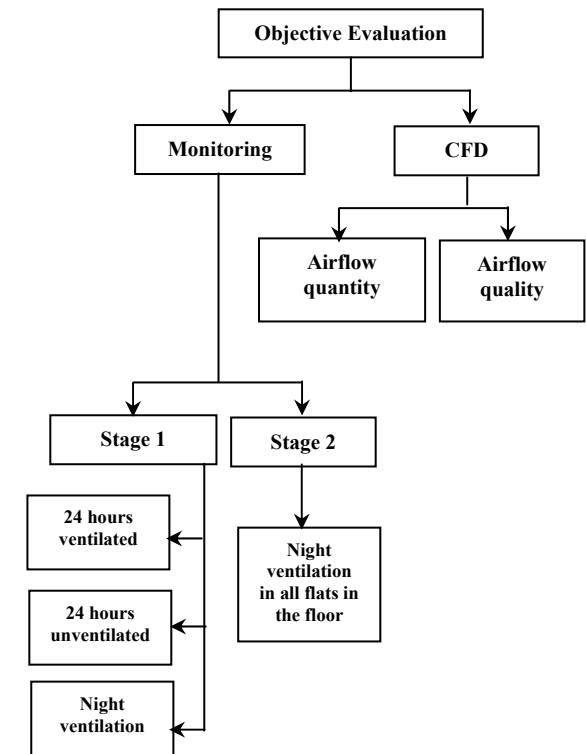 Objective Evaluation
Monitoring
CFD
Airflow
quantity
Airflow
quality
Stage 1
Stage 2
24 hours
ventilated
24 hours
unventilated
Night
ventilation
Night
ventilation
in all flats in
the floor